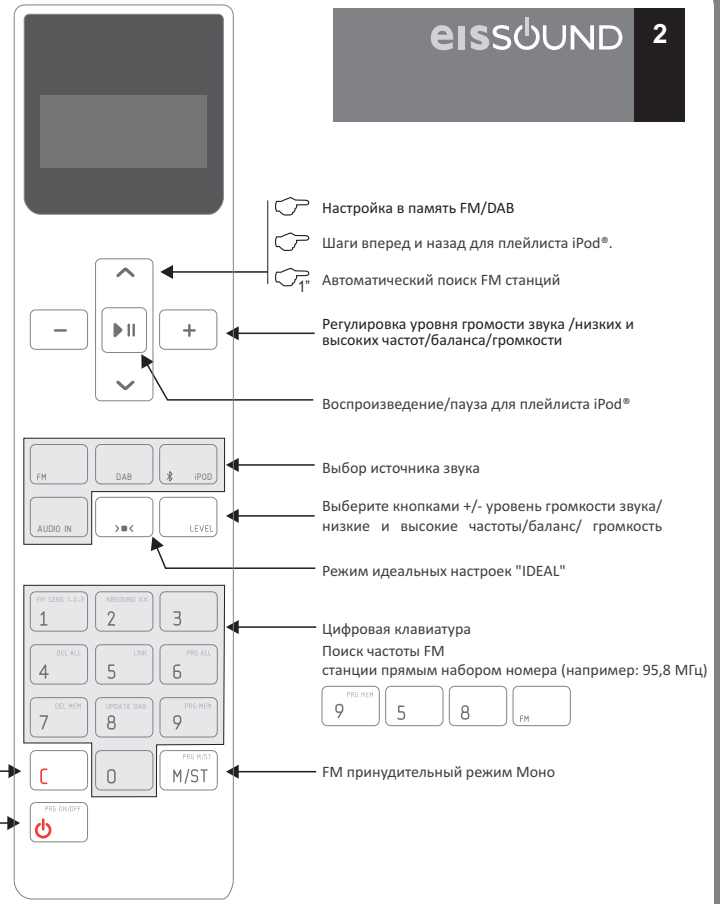 eissound 2
Настройка в память FM/DAB
Шаги вперед и назад для плейлиста iPod®.
1” Автоматический поиск FM станций
Регулировка уровня громости звука /низких и
высоких частот/баланса/громкости
Воспроизведение/пауза для плейлиста iPod®
Выбор источника звука
Выберите кнопками +/- уровень громкости звука/
низкие и высокие частоты/баланс/ громкость
Режим идеальных настроек "IDEAL"
Цифровая клавиатура
Поиск частоты FM
станции прямым набором номера (например: 95,8 МГц)
PRG MEM
9 5 8 FM
FM принудительный режим Моно
− +
FM DAB iPOD
AUDIO IN >■< LEVEL
FM SENS 1-2-3 KBSOUND XX
1 2 3
DEL ALL LINK PRG ALL
4 5 6
DEL MEM UPDATE DAB PRG MEM
7 8 9
PRG M/ST
C 0 M/ST
PRG ON/OFF